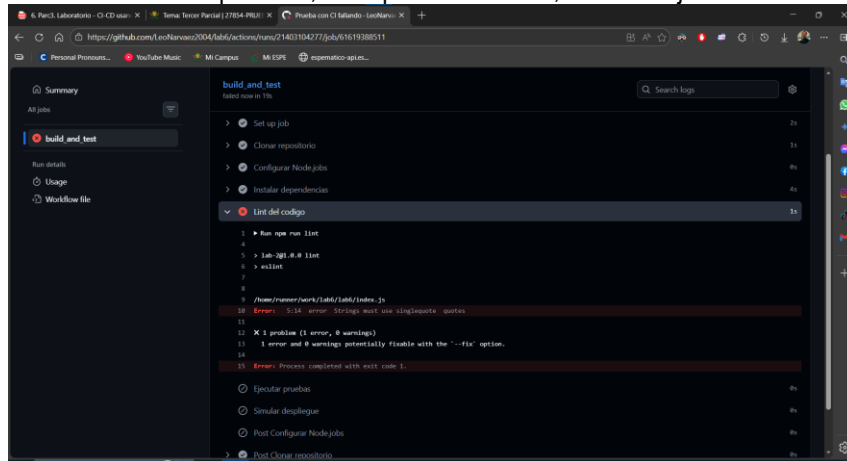 6. Parc3. Laboratorio - CI-CD usan
Tema: Tercer Parcial | 27854-PRUE
Prueba con CI fallando · LeoNarva
https://github.com/LeoNarvaez2004/lab6/actions/runs/21403104277/job/61619388511
Personal Pronouns...
YouTube Music
Mi Campus
Mi ESPE
espematico-api.es...
Summary
All jobs
build_and_test
Run details
Usage
Workflow file
build_and_test
failed now in 19s
Search logs
Set up job 2s
Clonar repositorio 1s
Configurar Node.jobs 0s
Instalar dependencias 4s
Lint del codigo 1s
1 Run npm run lint
4
5 > lab-2@1.0.0 lint
6 > eslint
7
8
9 /home/runner/work/lab6/lab6/index.js
10 Error: 5:14 error Strings must use singlequote quotes
11
12 X 1 problem (1 error, 0 warnings)
13 1 error and 0 warnings potentially fixable with the `--fix` option.
14
15 Error: Process completed with exit code 1.
Ejecutar pruebas 0s
Simular despliegue 0s
Post Configurar Node.jobs 0s
Post Clonar repositorio 0s